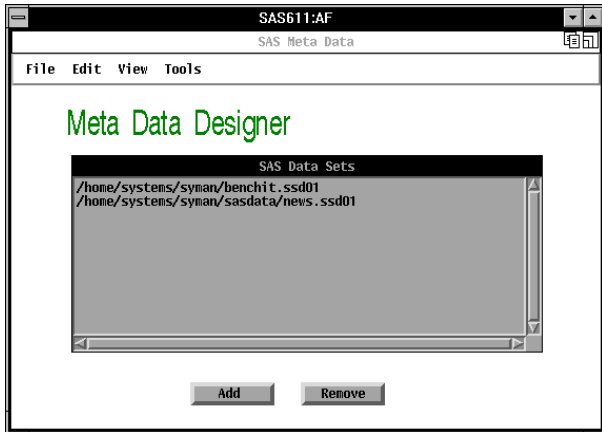 SAS611:AF
SAS Meta Data
File Edit View Tools
Meta Data Designer
SAS Data Sets
/home/systems/syman/benchit.ssd01
/home/systems/syman/sasdata/news.ssd01
Add Remove